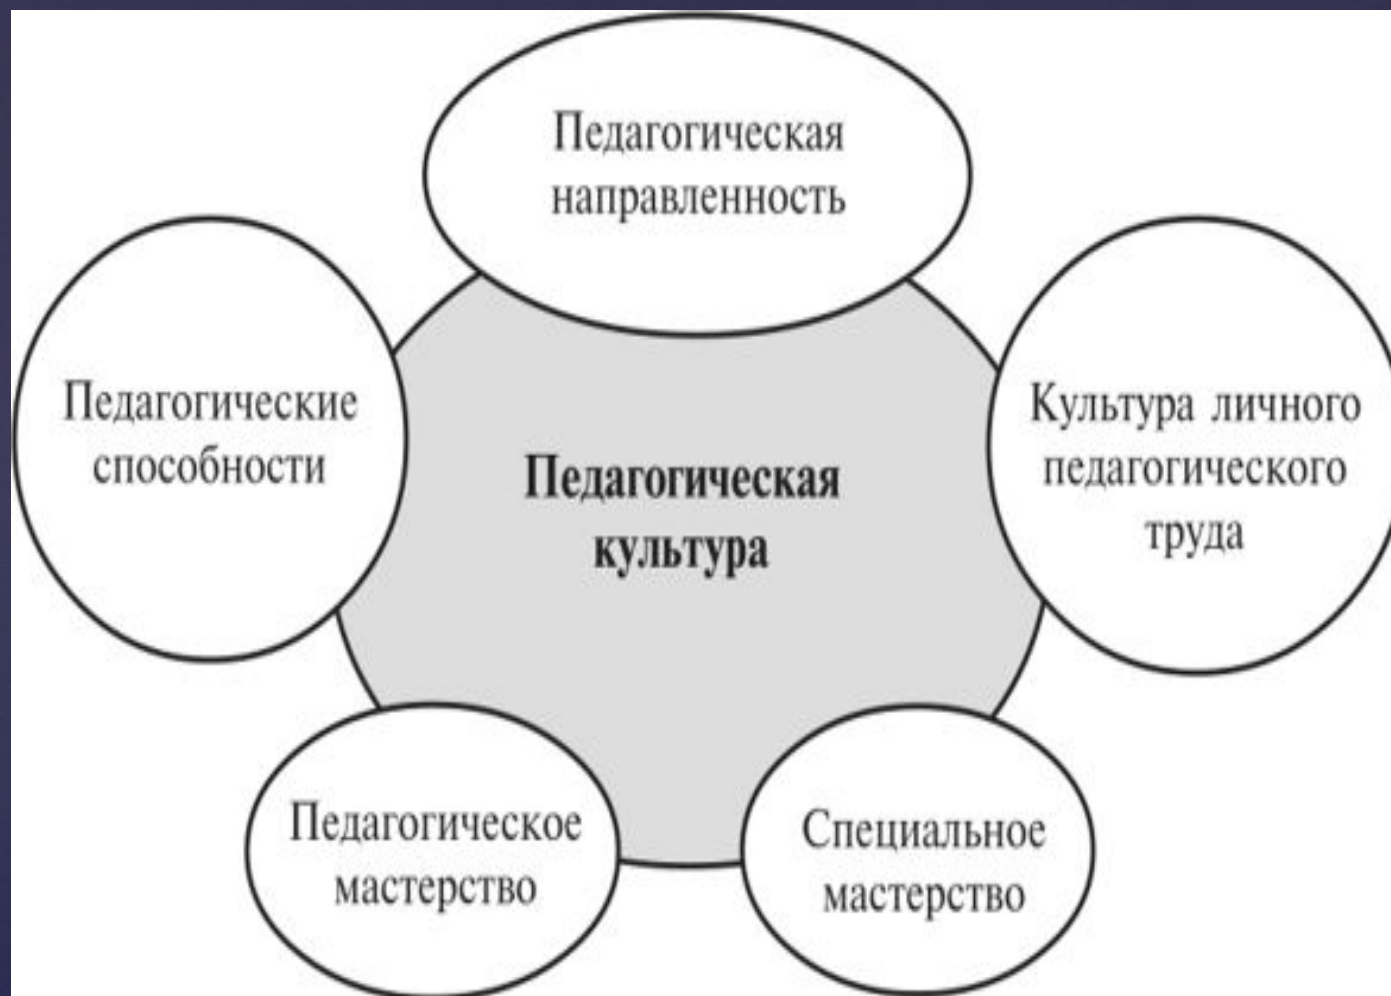 Педагогическая
направленность
Педагогические
способности
Культура личного
педагогического
труда
Педагогическая
культура
Педагогическое
мастерство
Специальное
мастерство